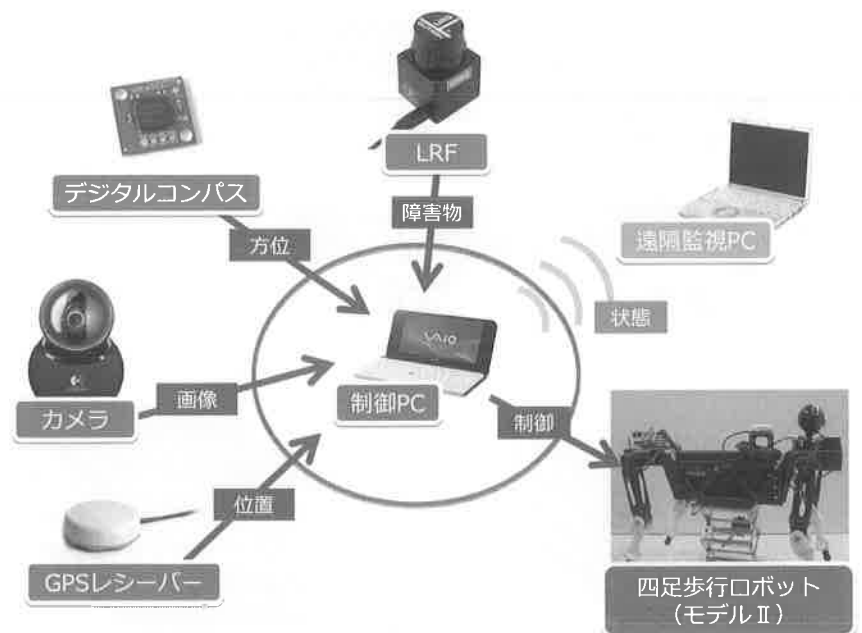 LRF
デジタルコンパス
障害物
遠隔監視PC
方位
状態
VAIO
画像
制御PC
カメラ
制御
位置
GPSレシーバー
四足歩行ロボット
(モデルⅡ)